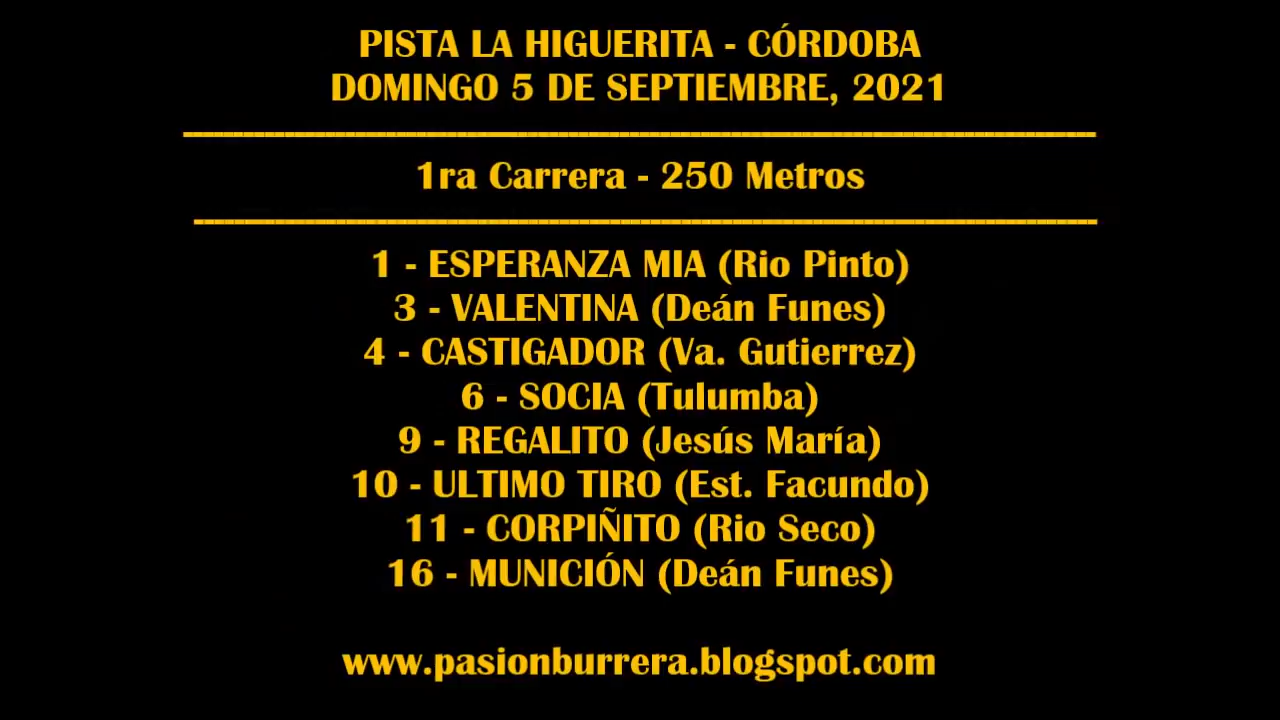 PISTA LA HIGUERITA - CÓRDOBA
DOMINGO 5 DE SEPTIEMBRE, 2021
1ra Carrera - 250 Metros
1 - ESPERANZA MIA (Rio Pinto)
3 - VALENTINA (Deán Funes)
4 - CASTIGADOR (Va. Gutierrez)
6 - SOCIA (Tulumba)
9 - REGALITO (Jesús María)
10 - ULTIMO TIRO (Est. Facundo)
11 - CORPIÑITO (Rio Seco)
16 - MUNICIÓN (Deán Funes)
www.pasionburrera.blogspot.com